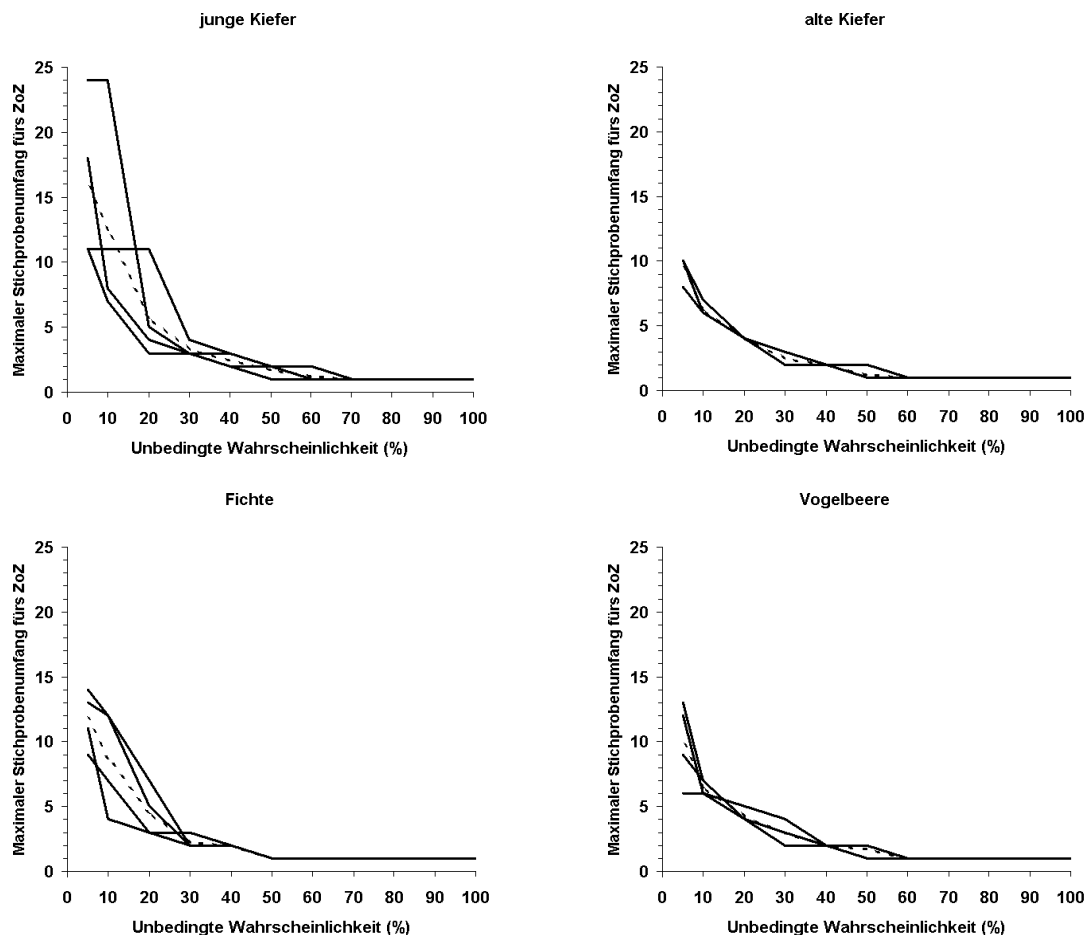 junge Kiefer
Maximaler Stichprobenumfang fürs ZoZ
25
20
15
10
5
0
0 10 20 30 40 50 60 70 80 90 100
Unbedingte Wahrscheinlichkeit (%)
alte Kiefer
Maximaler Stichprobenumfang fürs ZoZ
25
20
15
10
5
0
0 10 20 30 40 50 60 70 80 90 100
Unbedingte Wahrscheinlichkeit (%)
Fichte
Maximaler Stichprobenumfang fürs ZoZ
25
20
15
10
5
0
0 10 20 30 40 50 60 70 80 90 100
Unbedingte Wahrscheinlichkeit (%)
Vogelbeere
Maximaler Stichprobenumfang fürs ZoZ
25
20
15
10
5
0
0 10 20 30 40 50 60 70 80 90 100
Unbedingte Wahrscheinlichkeit (%)